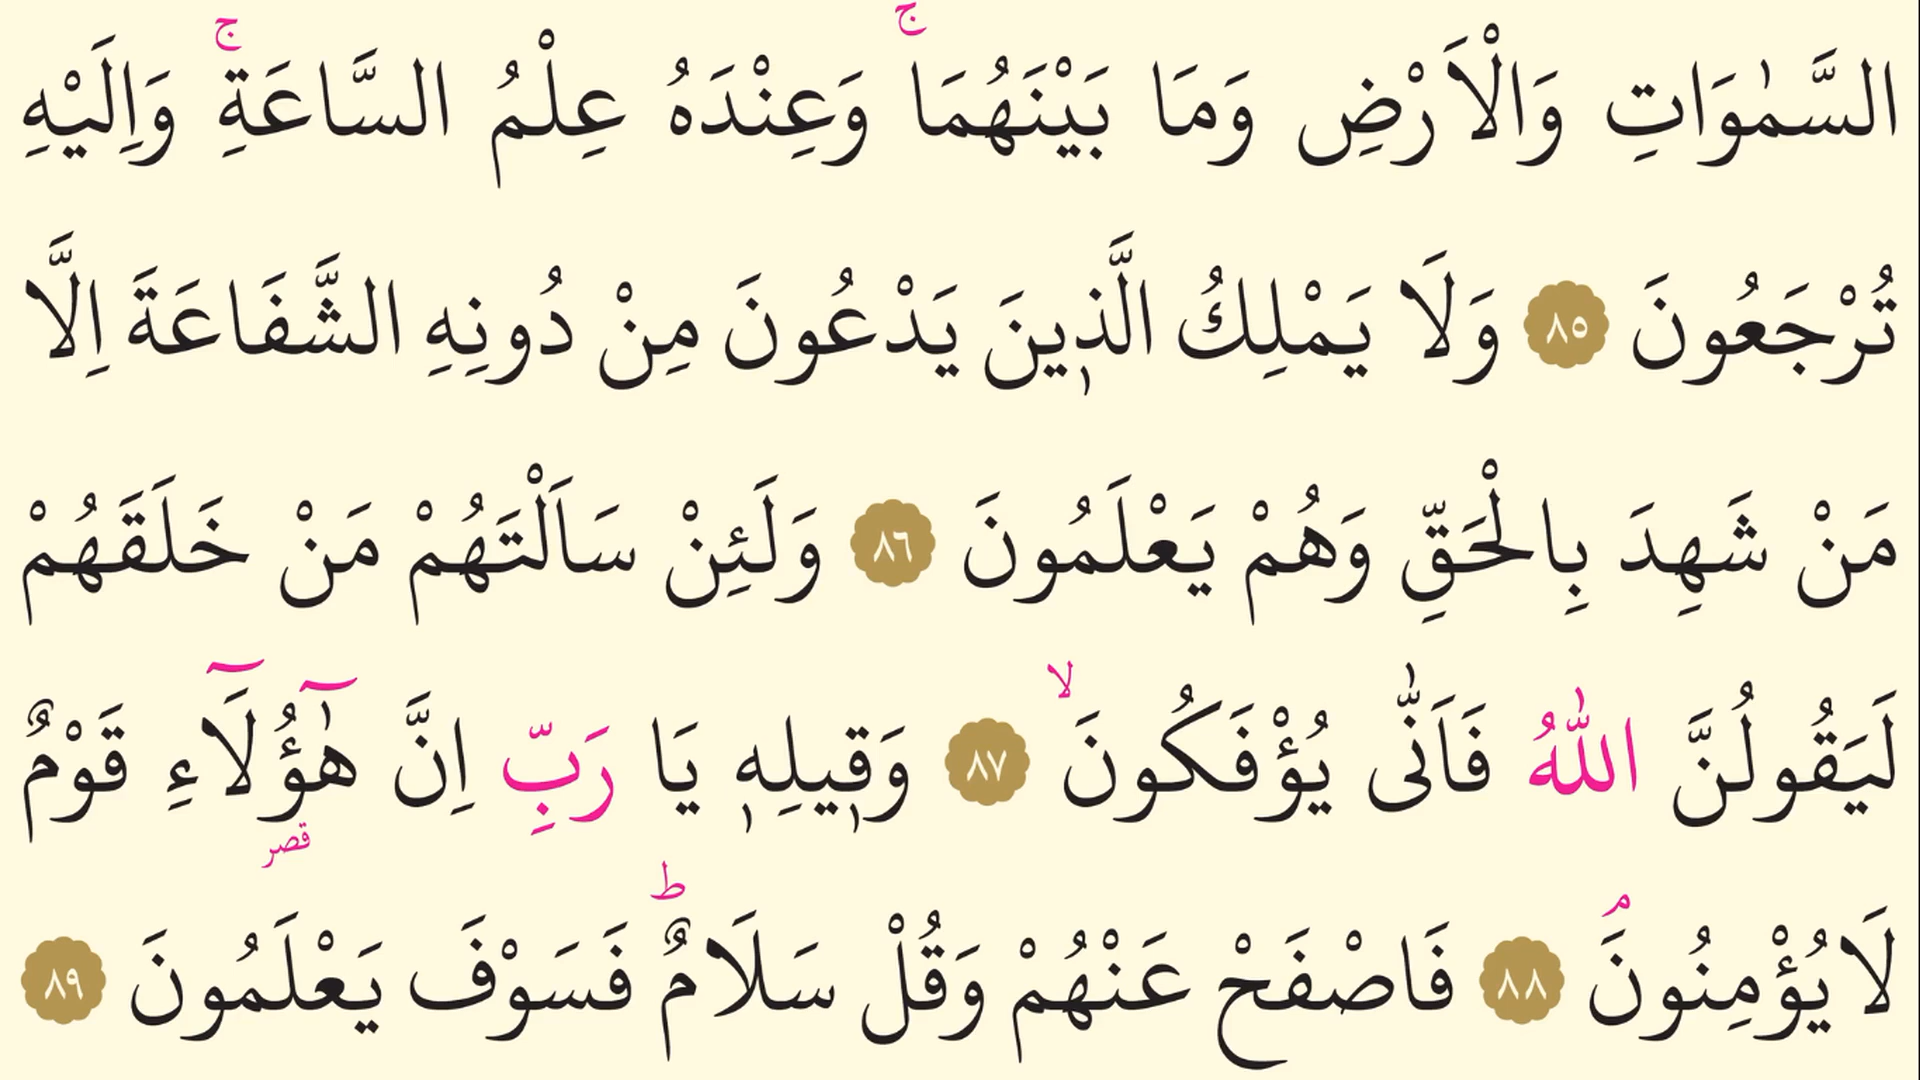 السَّمٰوَاتِ وَالْاَرْضِ وَمَا بَيْنَهُمَاۚ وَعِنْدَهُ عِلْمُ السَّاعَةِۚ وَاِلَيْهِ
تُرْجَعُونَ ٨٥ وَلَا يَمْلِكُ الَّذ۪ينَ يَدْعُونَ مِنْ دُونِهِ الشَّفَاعَةَ اِلَّا
مَنْ شَهِدَ بِالْحَقِّ وَهُمْ يَعْلَمُونَ ٨٦ وَلَئِنْ سَاَلْتَهُمْ مَنْ خَلَقَهُمْ
لَيَقُولُنَّ اللّٰهُ فَاَنّٰى يُؤْفَكُونَۙ ٨٧ وَق۪يلِه۪ يَا رَبِّ اِنَّ هٰٓؤُ۬لَٓاءِ قَوْمٌ
قصر
لَا يُؤْمِنُونَۢ ٨٨ فَاصْفَحْ عَنْهُمْ وَقُلْ سَلَامٌۜ فَسَوْفَ يَعْلَمُونَ ٨٩